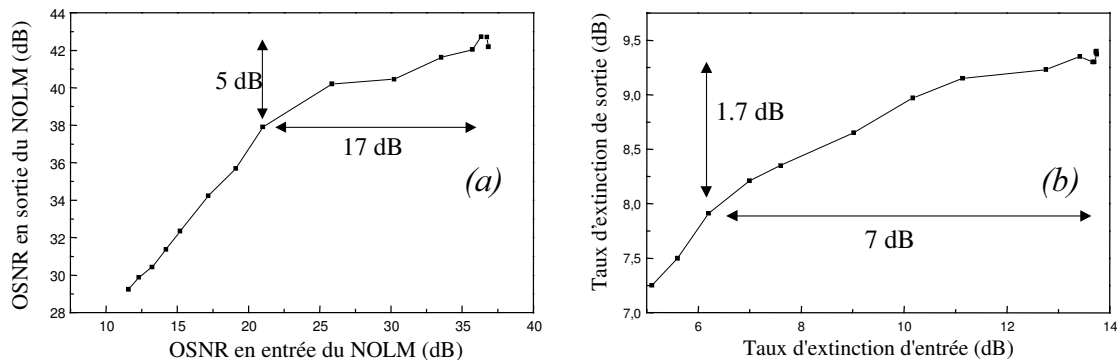 OSNR en sortie du NOLM (dB)
44
42
40
38
36
34
32
30
28
5 dB
17 dB
(a)
10 15 20 25 30 35 40
OSNR en entrée du NOLM (dB)
Taux d'extinction de sortie (dB)
9,5
9,0
8,5
8,0
7,5
7,0
1.7 dB
7 dB
(b)
6 8 10 12 14
Taux d'extinction d'entrée (dB)